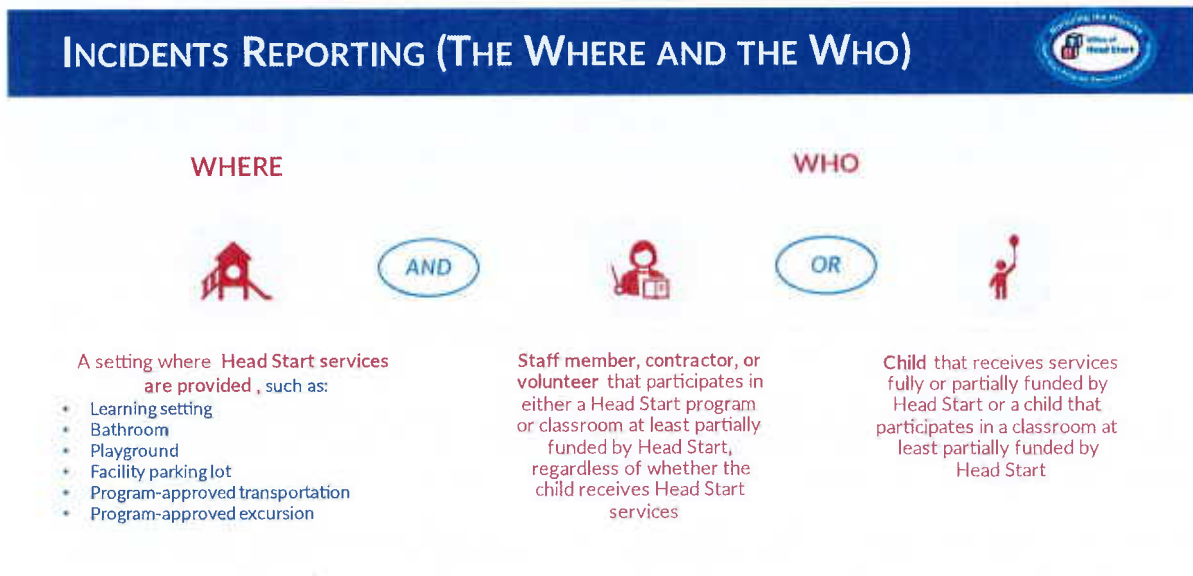 INCIDENTS REPORTING (THE WHERE AND THE WHO)
Office of
Head Start
WHERE
WHO
AND
OR
A setting where Head Start services
are provided , such as:
• Learning setting
• Bathroom
• Playground
• Facility parking lot
• Program-approved transportation
• Program-approved excursion
Staff member, contractor, or
volunteer that participates in
either a Head Start program
or classroom at least partially
funded by Head Start,
regardless of whether the
child receives Head Start
services
Child that receives services
fully or partially funded by
Head Start or a child that
participates in a classroom at
least partially funded by
Head Start